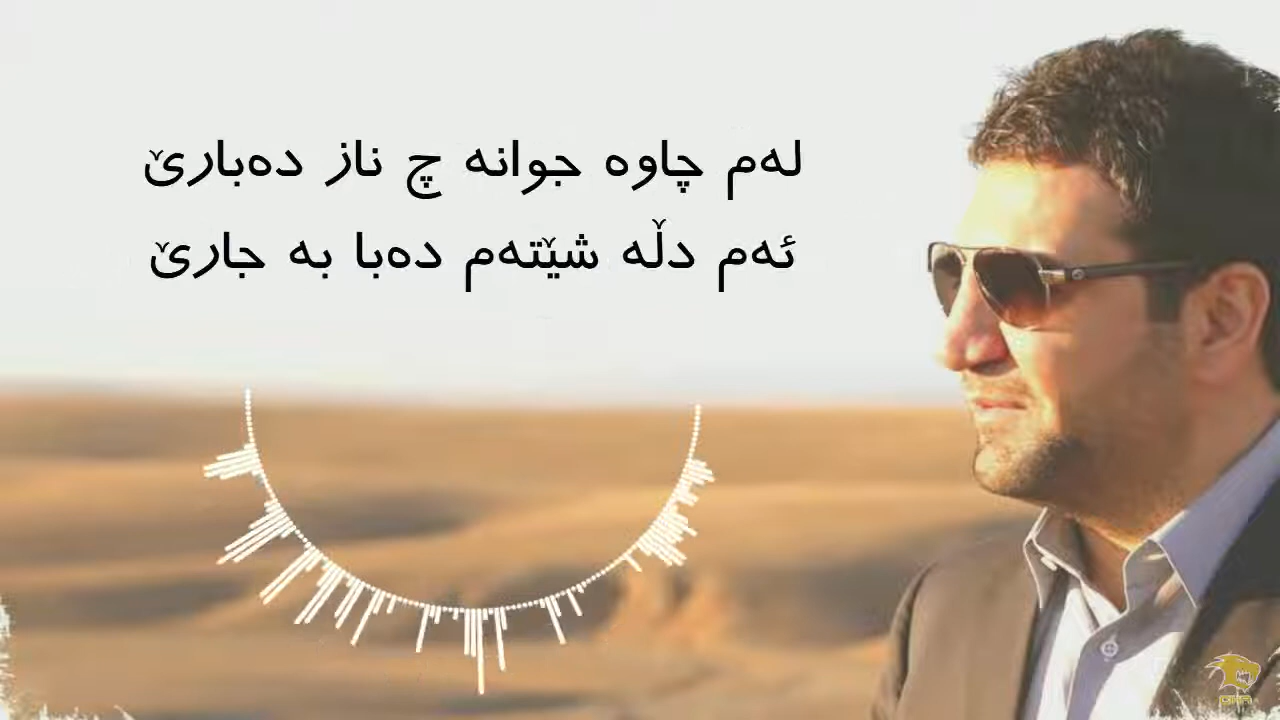 لەم چاوە جوانە چ ناز دەبارێ
ئەم دڵە شێتەم دەبا بە جارێ